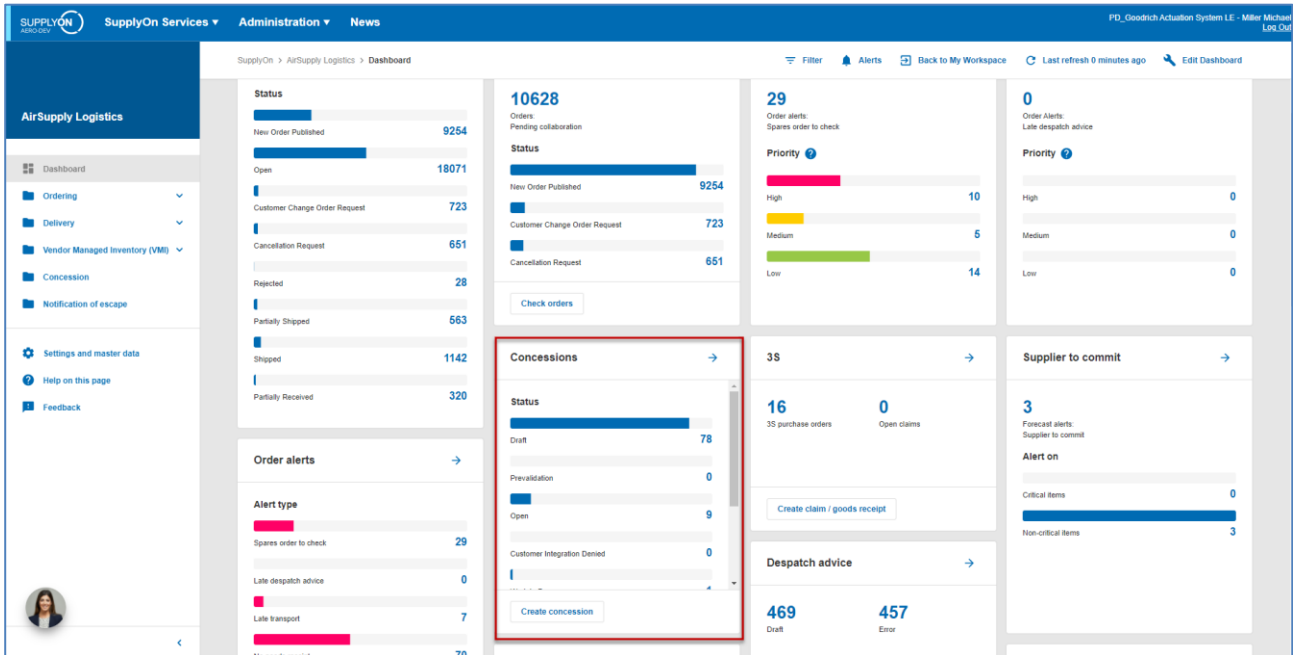 SUPPLYON
AERO-DEV
SupplyOn Services
Administration
News
PD_Goodrich Actuation System LE - Miller Michael
Log Out
AirSupply Logistics
Dashboard
Ordering
Delivery
Vendor Managed Inventory (VMI)
Concession
Notification of escape
Settings and master data
Help on this page
Feedback
SupplyOn > AirSupply Logistics > Dashboard
Filter
Alerts
Back to My Workspace
Last refresh 0 minutes ago
Edit Dashboard
Status
New Order Published 9254
Open 18071
Customer Change Order Request 723
Cancellation Request 651
Rejected 28
Partially Shipped 563
Shipped 1142
Partially Received 320
Order alerts
Alert type
Spares order to check 29
Late despatch advice 0
Late transport 7
10628
Orders:
Pending collaboration
Status
New Order Published 9254
Customer Change Order Request 723
Cancellation Request 651
Check orders
Concessions
Status
Draft 78
Prevalidation 0
Open 9
Customer Integration Denied 0
Create concession
29
Order alerts:
Spares order to check
Priority
High 10
Medium 5
Low 14
3S
16
3S purchase orders
0
Open claims
Create claim / goods receipt
Despatch advice
469
Draft
457
Error
0
Order Alerts:
Late despatch advice
Priority
High 0
Medium 0
Low 0
Supplier to commit
3
Forecast alerts:
Supplier to commit
Alert on
Critical items 0
Non-critical items 3